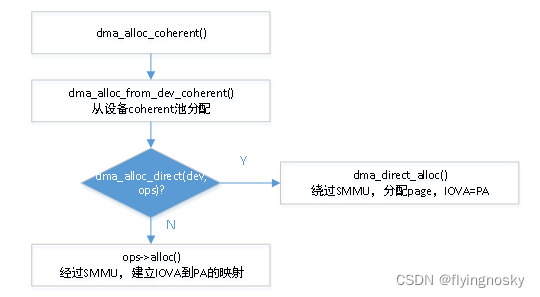 dma_alloc_coherent()
dma_alloc_from_dev_coherent()
从设备coherent池分配
dma_alloc_direct(dev,
ops)?
Y
dma_direct_alloc()
绕过SMMU，分配page，IOVA=PA
N
ops->alloc()
经过SMMU，建立IOVA到PA的映射
CSDN @flyingnosky